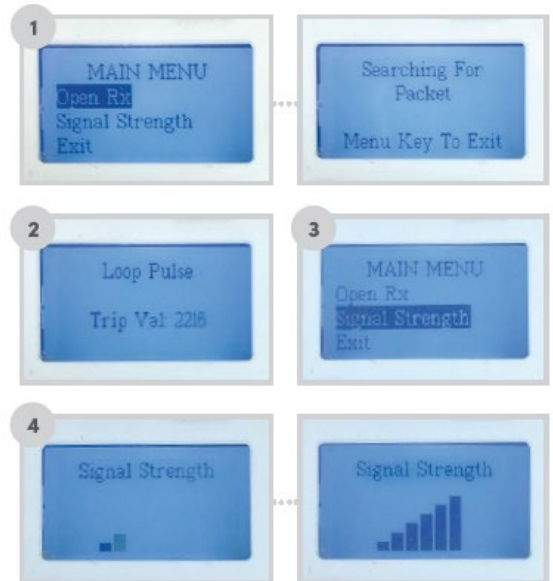 1
MAIN MENU
Open Rx
Signal Strength
Exit
Searching For
Packet
Menu Key To Exit
2
Loop Pulse
Trip Val: 2216
3
MAIN MENU
Open Rx
Signal Strength
Exit
4
Signal Strength
Signal Strength